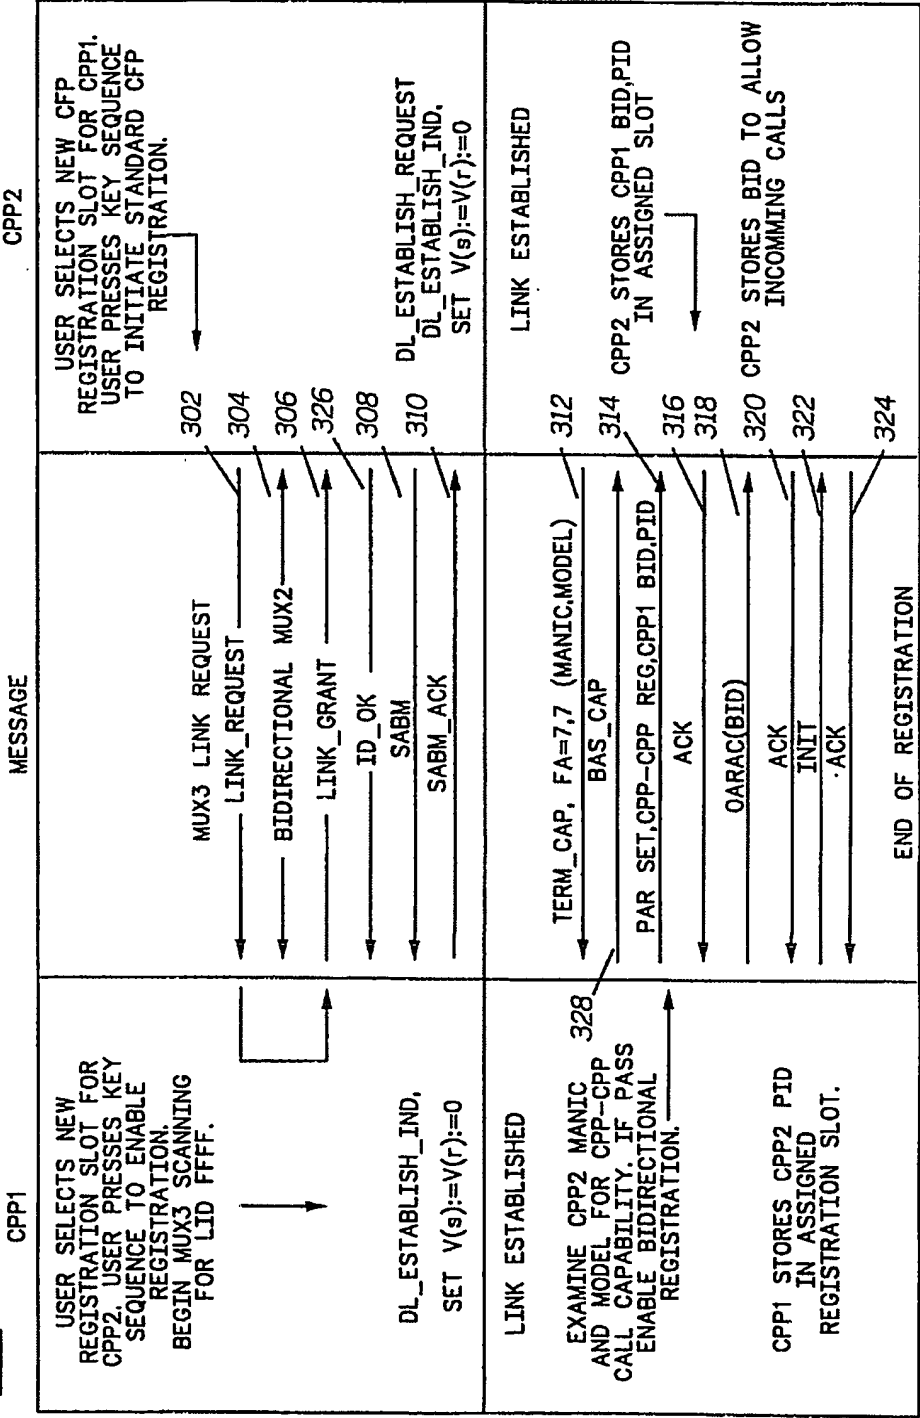 CPP1
MESSAGE
CPP2
USER SELECTS NEW
REGISTRATION SLOT FOR
CPP2. USER PRESSES KEY
SEQUENCE TO ENABLE
REGISTRATION.
BEGIN MUX3 SCANNING
FOR LID FFFF.
DL_ESTABLISH_IND,
SET V(s):=V(r):=0
MUX3 LINK REQUEST
LINK_REQUEST
BIDIRECTIONAL MUX2
LINK_GRANT
ID_OK
SABM
SABM_ACK
302
304
306
326
308
310
USER SELECTS NEW CFP
REGISTRATION SLOT FOR CPP1.
USER PRESSES KEY SEQUENCE
TO INITIATE STANDARD CFP
REGISTRATION.
DL_ESTABLISH_REQUEST
DL_ESTABLISH_IND,
SET V(s):=V(r):=0
LINK ESTABLISHED
EXAMINE CPP2 MANIC
AND MODEL FOR CPP-CPP
CALL CAPABILITY. IF PASS
ENABLE BIDIRECTIONAL
REGISTRATION.
CPP1 STORES CPP2 PID
IN ASSIGNED
REGISTRATION SLOT.
328
TERM_CAP, FA=7,7 (MANIC,MODEL)
BAS_CAP
PAR SET,CPP-CPP REG,CPP1 BID,PID
ACK
OARAC(BID)
ACK
INIT
ACK
END OF REGISTRATION
312
314
316
318
320
322
324
LINK ESTABLISHED
CPP2 STORES CPP1 BID,PID
IN ASSIGNED SLOT
CPP2 STORES BID TO ALLOW
INCOMMING CALLS